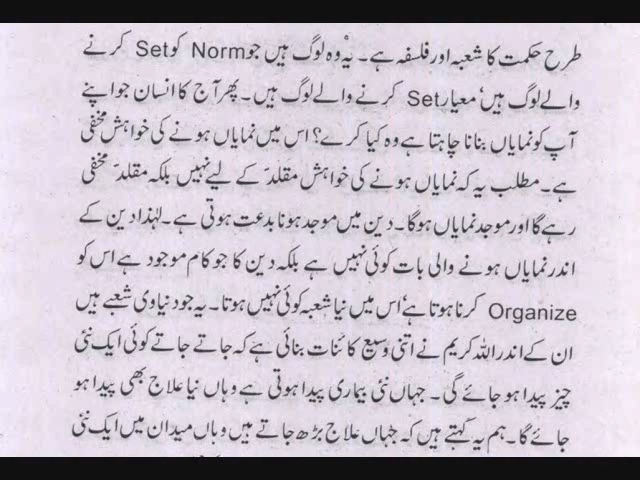 طرح حکمت کا شعبہ اور فلسفہ ہے۔ یہ وہ لوگ ہیں جو Norm کو Set کرنے
والے لوگ ہیں‘ معیار Set کرنے والے لوگ ہیں۔ پھر آج کا انسان جو اپنے
آپ کو نمایاں بنانا چاہتا ہے وہ کیا کرے؟ اس میں نمایاں ہونے کی خواہش مخفی
ہے۔ مطلب یہ کہ نمایاں ہونے کی خواہش مقلدّ کے لیے نہیں بلکہ مقلدّ مخفی
رہے گا اور موجد نمایاں ہوگا۔ دین میں موجد ہونا بدعت ہوتی ہے۔ لہٰذا دین کے
اندر نمایاں ہونے والی بات کوئی نہیں ہے بلکہ دین کا جو کام موجود ہے اس کو
Organize کرنا ہوتا ہے‘ اس میں نیا شعبہ کوئی نہیں ہوتا۔ یہ جو دنیاوی شعبے ہیں
ان کے اندر اللہ کریم نے اتنی وسیع کائنات بنائی ہے کہ جاتے جاتے کوئی ایک نئی
چیز پیدا ہو جائے گی۔ جہاں نئی بیماری پیدا ہوتی ہے وہاں نیا علاج بھی پیدا ہو
جائے گا۔ ہم یہ کہتے ہیں کہ جہاں علاج بڑھ جاتے ہیں وہاں میدان میں ایک نئی